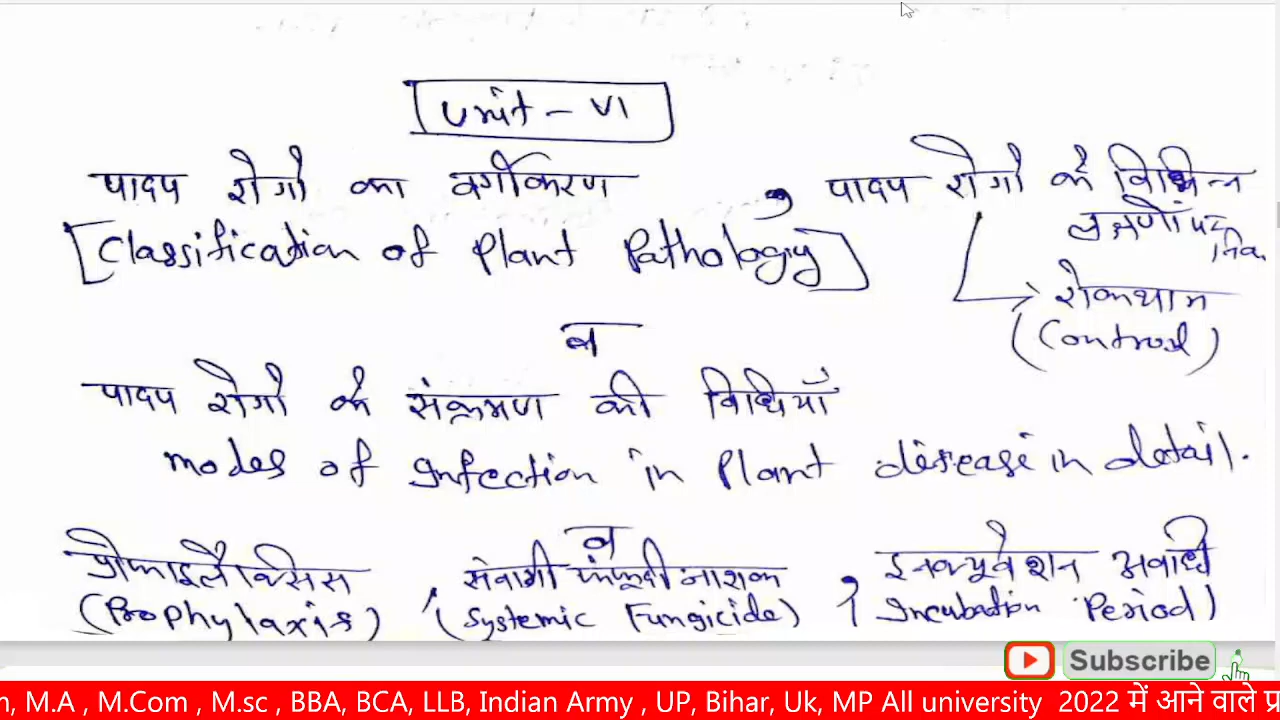 Unit - VI
पादप रोगों का वर्गीकरण , पादप रोगों के विभिन्न
लक्षणों
[Classification of Plant Pathology]
रोकथाम
(Control)
व
पादप रोगों के संक्रमण की विधियाँ
modes of Infection in Plant disease in detail.
व
प्रोफाइलैक्सिस , सेवागी फंफूदी नाशक , इनक्यूवेशन अवधि
(Prophylaxis) (Systemic Fungicide) (Incubation Period)
Subscribe
n, M.A , M.Com , M.sc , BBA, BCA, LLB, Indian Army , UP, Bihar, Uk, MP All university 2022 में आने वाले प्र